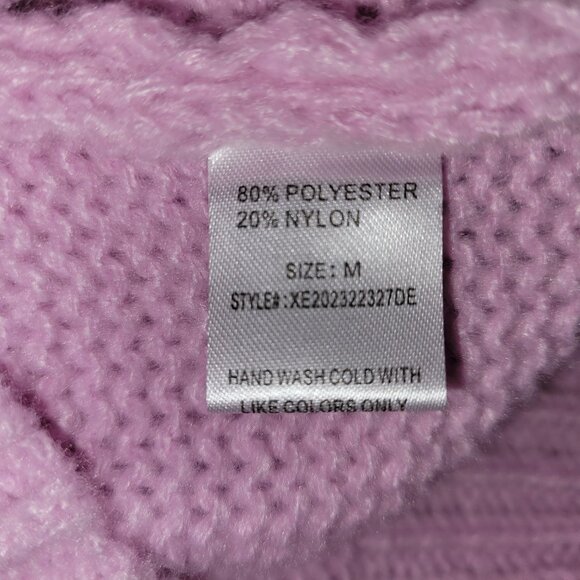 80% POLYESTER
20% NYLON
SIZE: M
STYLE#:XE202322327DE
HAND WASH COLD WITH
LIKE COLORS ONLY